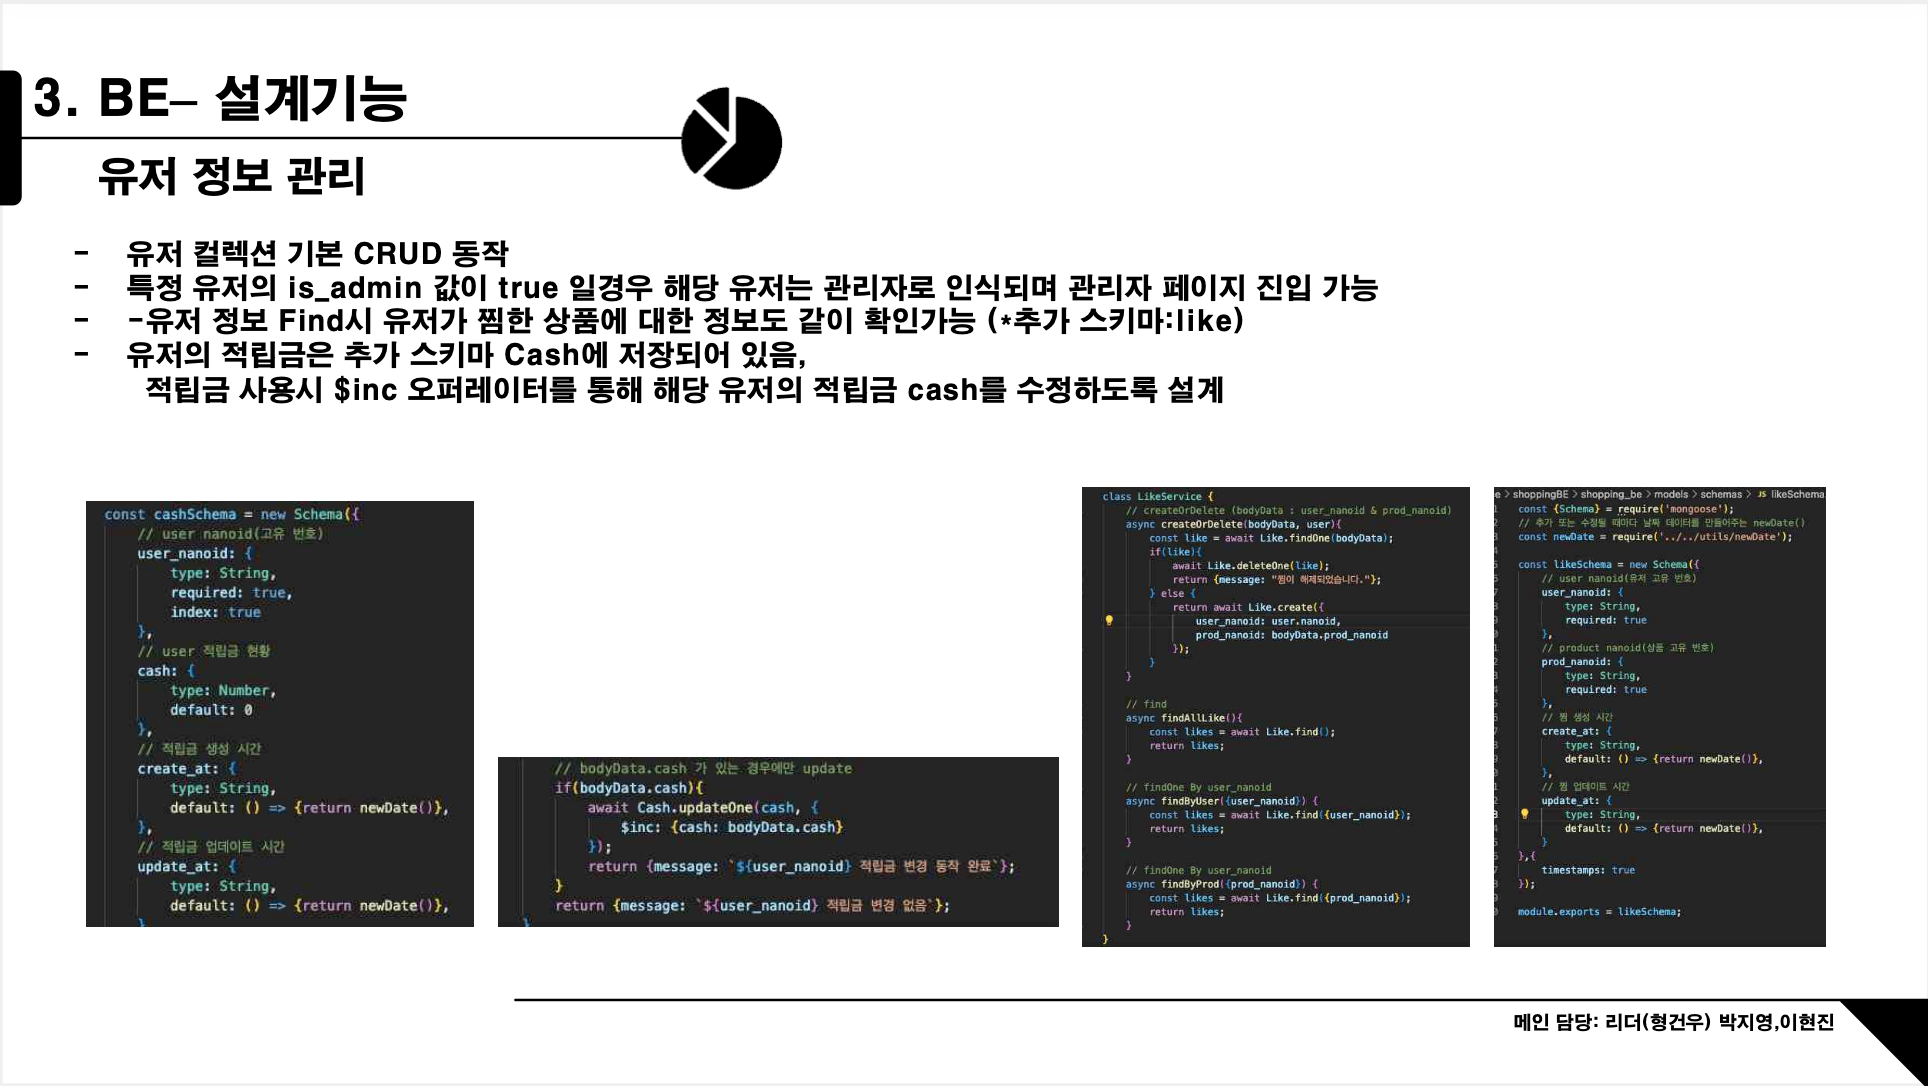 3. BE– 설계기능
유저 정보 관리
- 유저 컬렉션 기본 CRUD 동작
- 특정 유저의 is_admin 값이 true 일경우 해당 유저는 관리자로 인식되며 관리자 페이지 진입 가능
- -유저 정보 Find시 유저가 찜한 상품에 대한 정보도 같이 확인가능 (*추가 스키마:like)
- 유저의 적립금은 추가 스키마 Cash에 저장되어 있음,
적립금 사용시 $inc 오퍼레이터를 통해 해당 유저의 적립금 cash를 수정하도록 설계
const cashSchema = new Schema({
// user nanoid(고유 번호)
user_nanoid: {
type: String,
required: true,
index: true
},
// user 적립금 현황
cash: {
type: Number,
default: 0
},
// 적립금 생성 시간
create_at: {
type: String,
default: () => {return newDate()},
},
// 적립금 업데이트 시간
update_at: {
type: String,
default: () => {return newDate()},
}
// bodyData.cash 가 있는 경우에만 update
if(bodyData.cash){
await Cash.updateOne(cash, {
$inc: {cash: bodyData.cash}
});
return {message: `${user_nanoid} 적립금 변경 동작 완료`};
}
return {message: `${user_nanoid} 적립금 변경 없음`};
}
class LikeService {
// createOrDelete (bodyData : user_nanoid & prod_nanoid)
async createOrDelete(bodyData, user){
const like = await Like.findOne(bodyData);
if(like){
await Like.deleteOne(like);
return {message: "찜이 해제되었습니다."};
} else {
return await Like.create({
user_nanoid: user.nanoid,
prod_nanoid: bodyData.prod_nanoid
});
}
}
// find
async findAllLike(){
const likes = await Like.find();
return likes;
}
// findOne By user_nanoid
async findByUser({user_nanoid}) {
const likes = await Like.find({user_nanoid});
return likes;
}
// findOne By user_nanoid
async findByProd({prod_nanoid}) {
const likes = await Like.find({prod_nanoid});
return likes;
}
}
e > shoppingBE > shopping_be > models > schemas > JS likeSchema.
const {Schema} = require('mongoose');
// 추가 또는 수정될 때마다 날짜 데이터를 만들어주는 newDate()
const newDate = require('../../utils/newDate');
const likeSchema = new Schema({
// user nanoid(유저 고유 번호)
user_nanoid: {
type: String,
required: true
},
// product nanoid(상품 고유 번호)
prod_nanoid: {
type: String,
required: true
},
// 찜 생성 시간
create_at: {
type: String,
default: () => {return newDate()},
},
// 찜 업데이트 시간
update_at: {
type: String,
default: () => {return newDate()},
}
},{
timestamps: true
});
module.exports = likeSchema;
메인 담당: 리더(형건우) 박지영,이현진